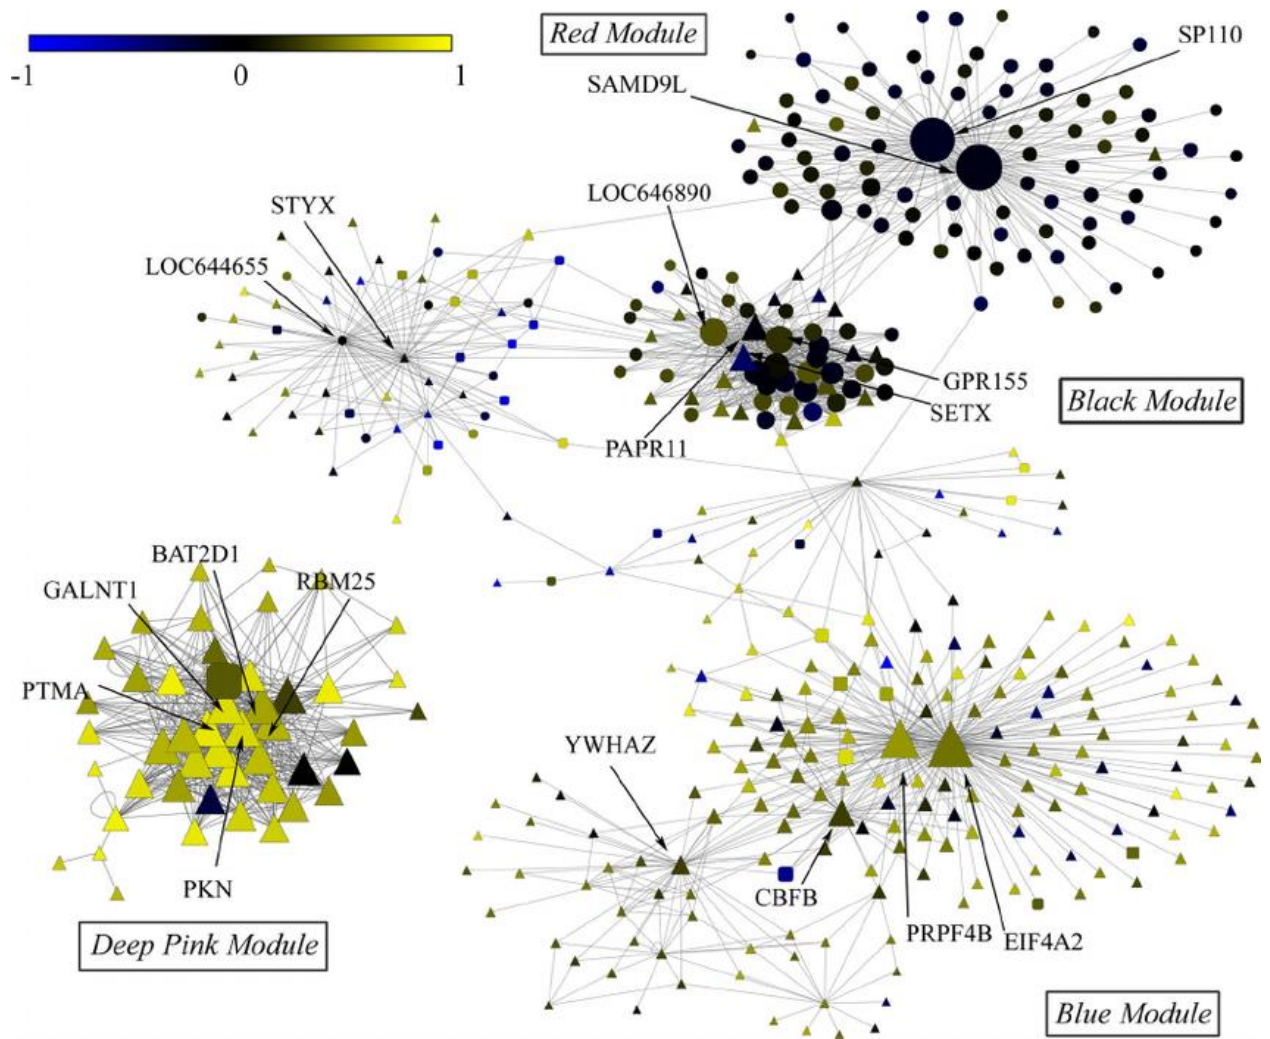 Red Module
SP110
-1
0
1
SAMD9L
LOC646890
STYX
LOC644655
GPR155
Black Module
SETX
PAPR11
BAT2D1
RBM25
GALNT1
PTMA
YWHAZ
PKN
CBFB
PRPF4B
EIF4A2
Deep Pink Module
Blue Module